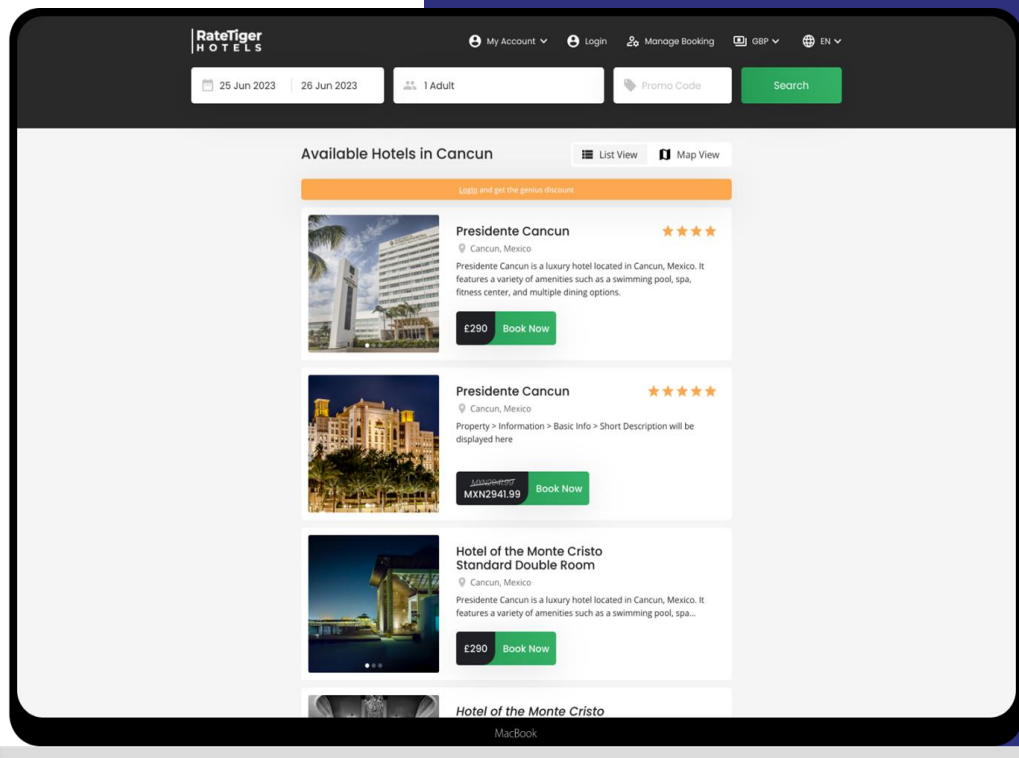 RateTiger
HOTELS
My Account
Login
Manage Booking
GBP
EN
25 Jun 2023
26 Jun 2023
1 Adult
Promo Code
Search
Available Hotels in Cancun
List View
Map View
Login and get the genius discount
Presidente Cancun
Cancun, Mexico
Presidente Cancun is a luxury hotel located in Cancun, Mexico. It
features a variety of amenities such as a swimming pool, spa,
fitness center, and multiple dining options.
£290
Book Now
Presidente Cancun
Cancun, Mexico
Property > Information > Basic Info > Short Description will be
displayed here
MXN2941.99
MXN2941.99
Book Now
Hotel of the Monte Cristo
Standard Double Room
Cancun, Mexico
Presidente Cancun is a luxury hotel located in Cancun, Mexico. It
features a variety of amenities such as a swimming pool, spa...
£290
Book Now
Hotel of the Monte Cristo
MacBook